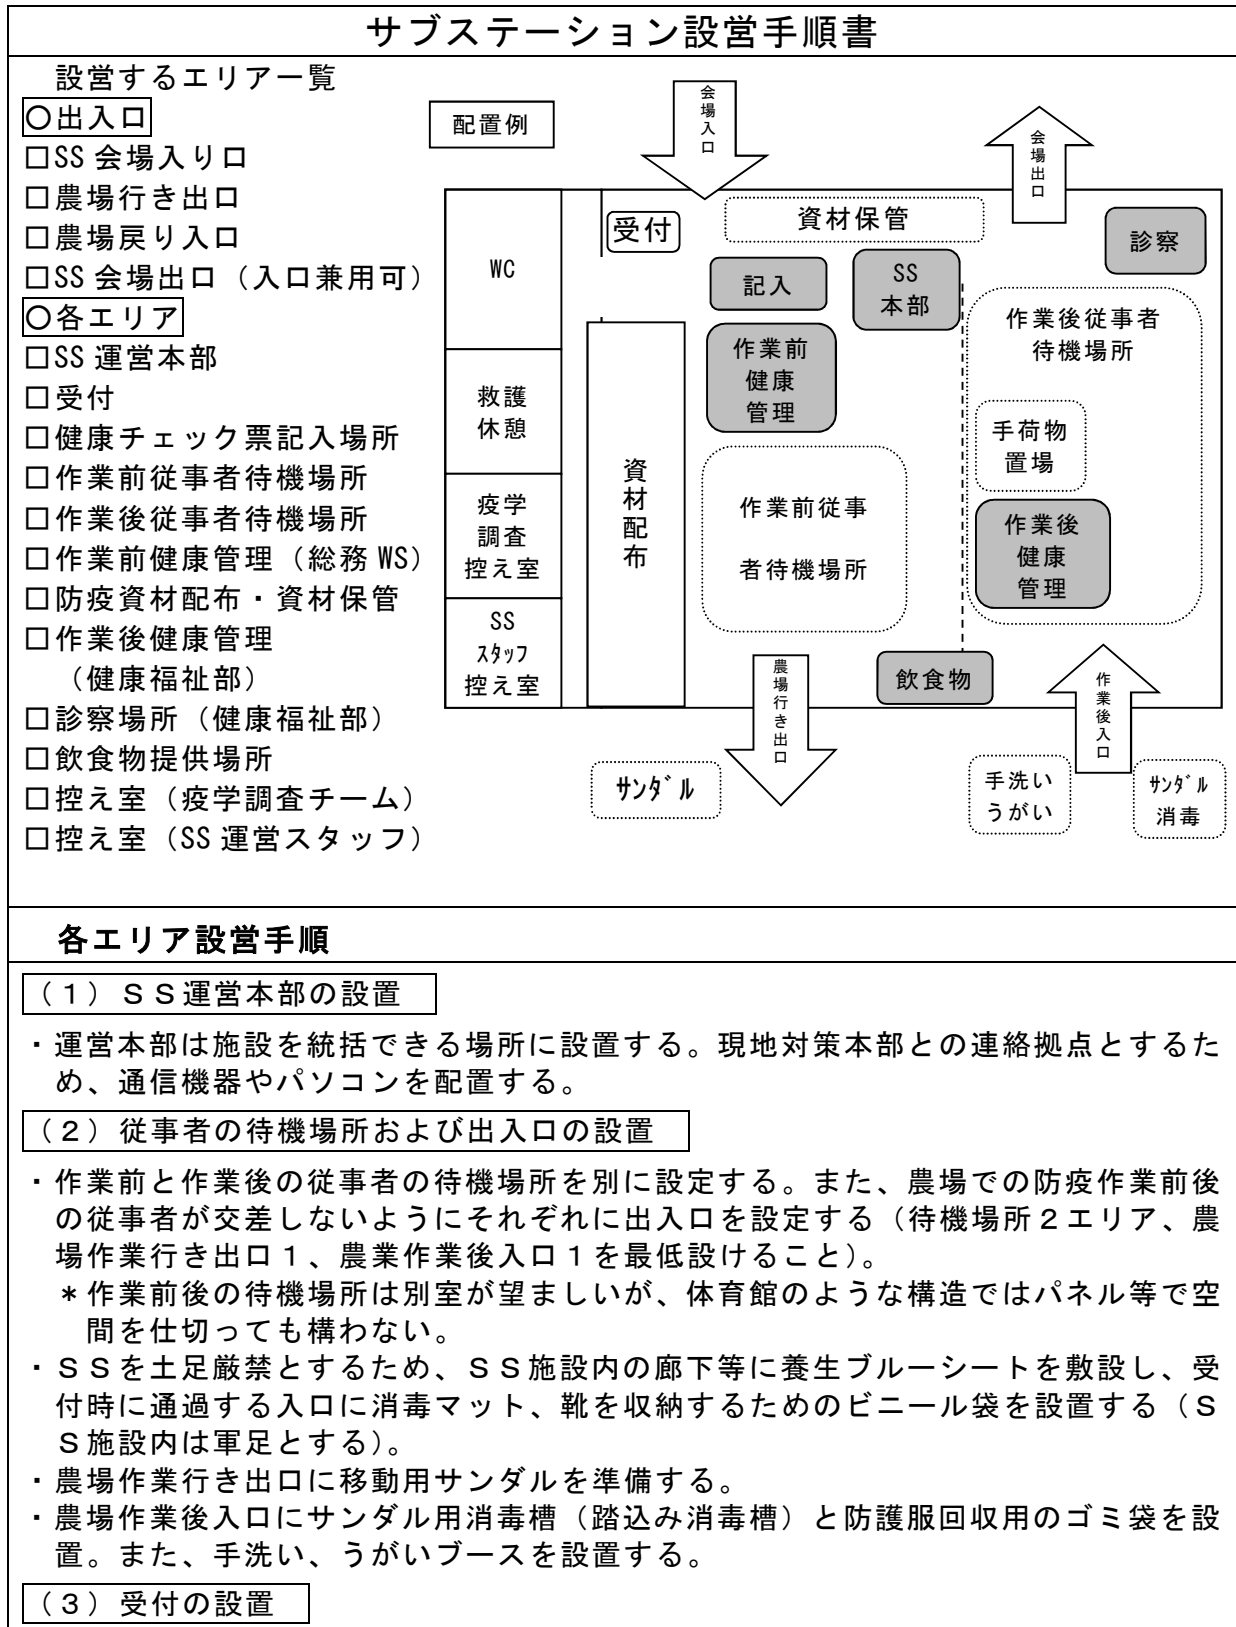 サブステーション設営手順書
設営するエリア一覧
〇出入口
□SS会場入り口
□農場行き出口
□農場戻り入口
□SS会場出口（入口兼用可）
〇各エリア
□SS運営本部
□受付
□健康チェック票記入場所
□作業前従事者待機場所
□作業後従事者待機場所
□作業前健康管理（総務WS）
□防疫資材配布・資材保管
□作業後健康管理
（健康福祉部）
□診察場所（健康福祉部）
□飲食物提供場所
□控え室（疫学調査チーム）
□控え室（SS運営スタッフ）
配置例
会場入口
会場出口
受付
資材保管
診察
WC
記入
SS
本部
作業後従事者
待機場所
作業前
健康
管理
救護
休憩
手荷物
置場
資材配布
疫学
調査
控え室
作業前従事
者待機場所
作業後
健康
管理
SS
ｽﾀｯﾌ
控え室
農場行き出口
飲食物
作業後入口
ｻﾝﾀﾞﾙ
手洗い
うがい
ｻﾝﾀﾞﾙ
消毒
各エリア設営手順
（１）ＳＳ運営本部の設置
・運営本部は施設を統括できる場所に設置する。現地対策本部との連絡拠点とするた
め、通信機器やパソコンを配置する。
（２）従事者の待機場所および出入口の設置
・作業前と作業後の従事者の待機場所を別に設定する。また、農場での防疫作業前後
の従事者が交差しないようにそれぞれに出入口を設定する（待機場所２エリア、農
場作業行き出口１、農業作業後入口１を最低設けること）。
＊作業前後の待機場所は別室が望ましいが、体育館のような構造ではパネル等で空
間を仕切っても構わない。
・ＳＳを土足厳禁とするため、ＳＳ施設内の廊下等に養生ブルーシートを敷設し、受
付時に通過する入口に消毒マット、靴を収納するためのビニール袋を設置する（Ｓ
Ｓ施設内は軍足とする）。
・農場作業行き出口に移動用サンダルを準備する。
・農場作業後入口にサンダル用消毒槽（踏込み消毒槽）と防護服回収用のゴミ袋を設
置。また、手洗い、うがいブースを設置する。
（３）受付の設置